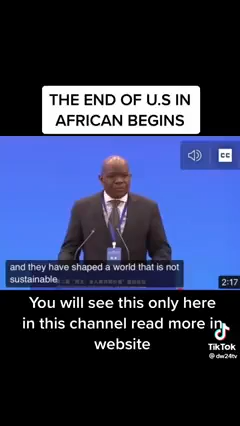 THE END OF U.S IN
AFRICAN BEGINS
CC
and they have shaped a world that is not
sustainable
2:17
You will see this only here
in this channel read more in
website
TikTok
@dw24tv